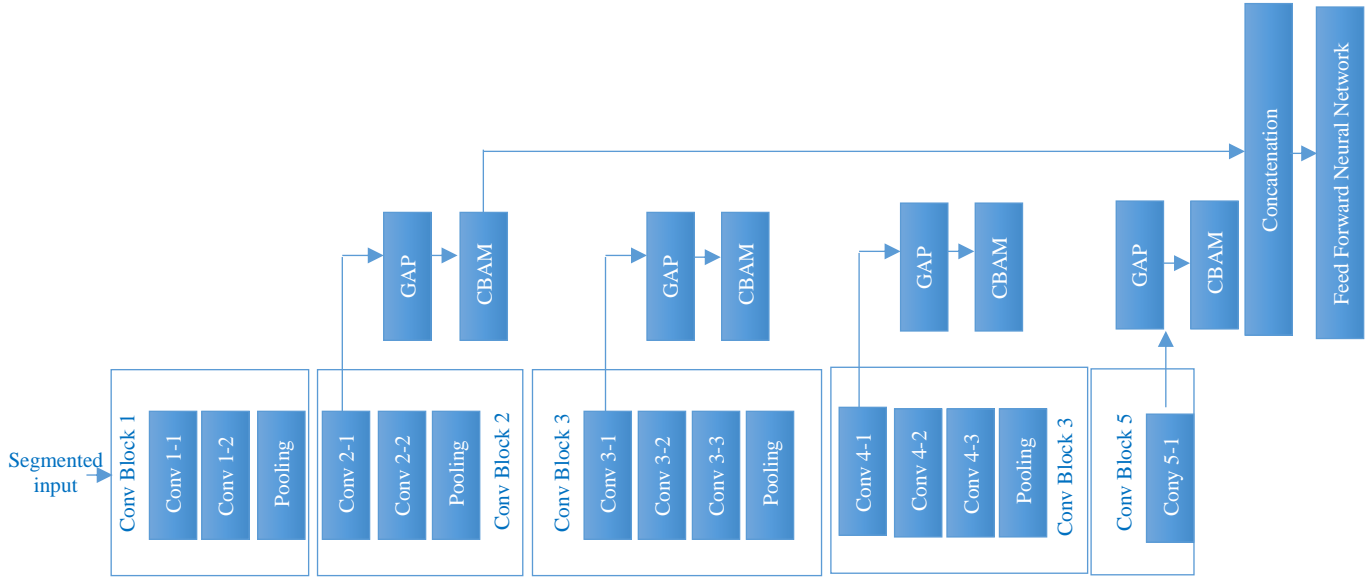 Segmented
input
Conv Block 1
Conv 1-1
Conv 1-2
Pooling
Conv 2-1
Conv 2-2
Pooling
Conv Block 2
GAP
CBAM
Conv Block 3
Conv 3-1
Conv 3-2
Conv 3-3
Pooling
GAP
CBAM
Conv 4-1
Conv 4-2
Conv 4-3
Pooling
Conv Block 3
GAP
CBAM
Conv Block 5
Cony 5-1
GAP
CBAM
Concatenation
Feed Forward Neural Network